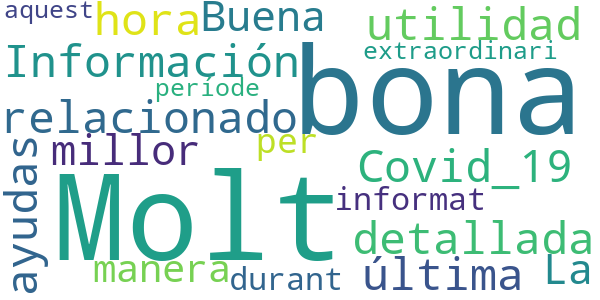 aquest hora Buena utilidad
Información bona extraordinari
període
relacionado
millor per Covid_19
ayudas Molt informat
detallada
manera durant última La